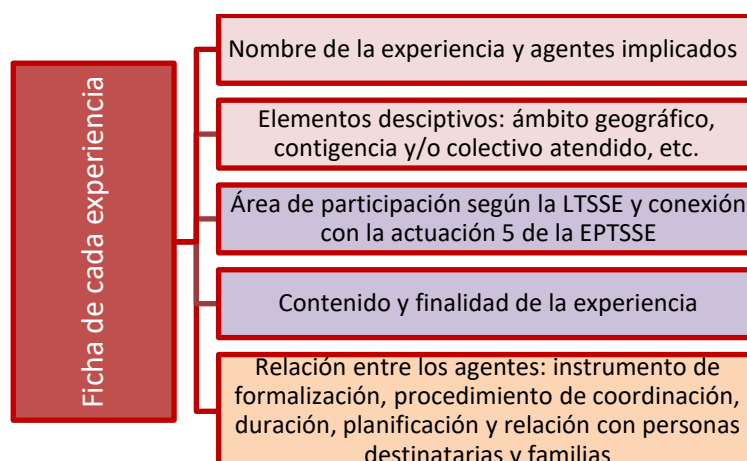 Ficha de cada experiencia
Nombre de la experiencia y agentes implicados
Elementos desciptivos: ámbito geográfico,
contigencia y/o colectivo atendido, etc.
Área de participación según la LTSSE y conexión
con la actuación 5 de la EPTSSE
Contenido y finalidad de la experiencia
Relación entre los agentes: instrumento de
formalización, procedimiento de coordinación,
duración, planificación y relación con personas
destinatarias y familias